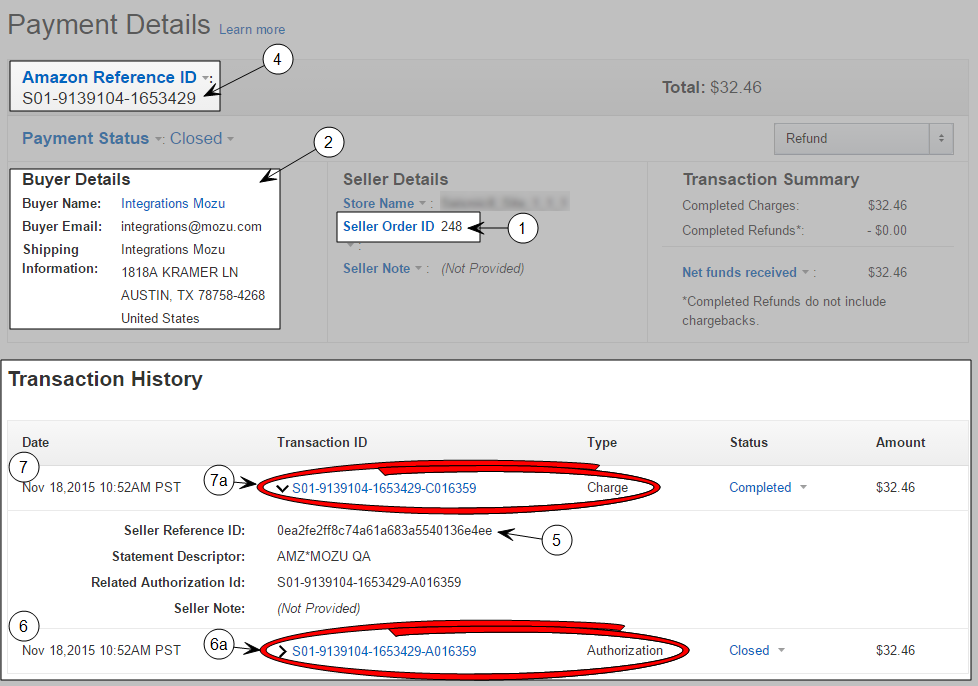 Payment Details Learn more
4
Amazon Reference ID :
S01-9139104-1653429
Total: $32.46
Payment Status : Closed
Refund
2
Buyer Details
Buyer Name: Integrations Mozu
Buyer Email: integrations@mozu.com
Shipping Information: Integrations Mozu
1818A KRAMER LN
AUSTIN, TX 78758-4268
United States
Seller Details
Store Name :
Seller Order ID 248
1
:
Seller Note : (Not Provided)
Transaction Summary
Completed Charges: $32.46
Completed Refunds*: - $0.00
Net funds received : $32.46
*Completed Refunds do not include
chargebacks.
Transaction History
Date Transaction ID Type Status Amount
7
7a
Nov 18,2015 10:52AM PST S01-9139104-1653429-C016359 Charge Completed $32.46
Seller Reference ID: 0ea2fe2ff8c74a61a683a5540136e4ee
5
Statement Descriptor: AMZ*MOZU QA
Related Authorization Id: S01-9139104-1653429-A016359
Seller Note: (Not Provided)
6
6a
Nov 18,2015 10:52AM PST S01-9139104-1653429-A016359 Authorization Closed $32.46